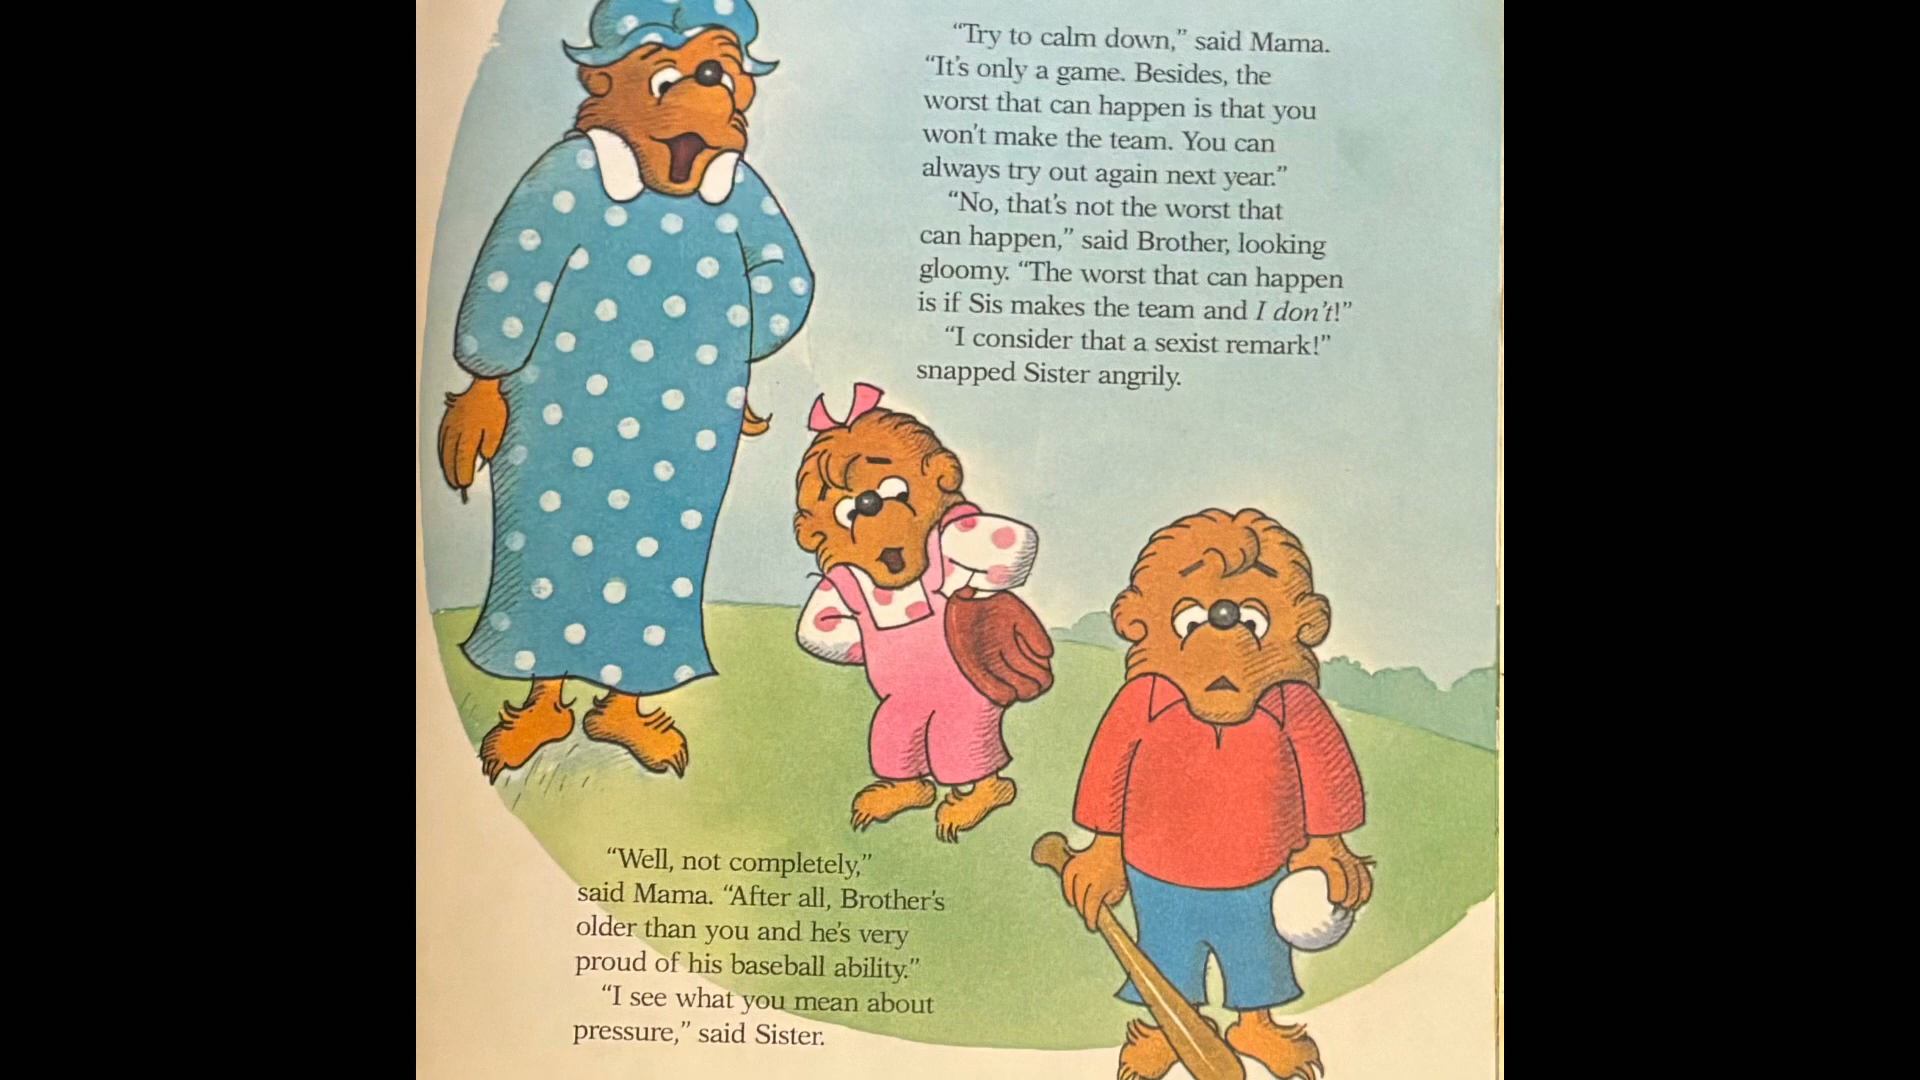 “Try to calm down,” said Mama.
“It’s only a game. Besides, the
worst that can happen is that you
won’t make the team. You can
always try out again next year.”
“No, that’s not the worst that
can happen,” said Brother, looking
gloomy. “The worst that can happen
is if Sis makes the team and I don’t!”
“I consider that a sexist remark!”
snapped Sister angrily.
“Well, not completely,”
said Mama. “After all, Brother’s
older than you and he’s very
proud of his baseball ability.”
“I see what you mean about
pressure,” said Sister.